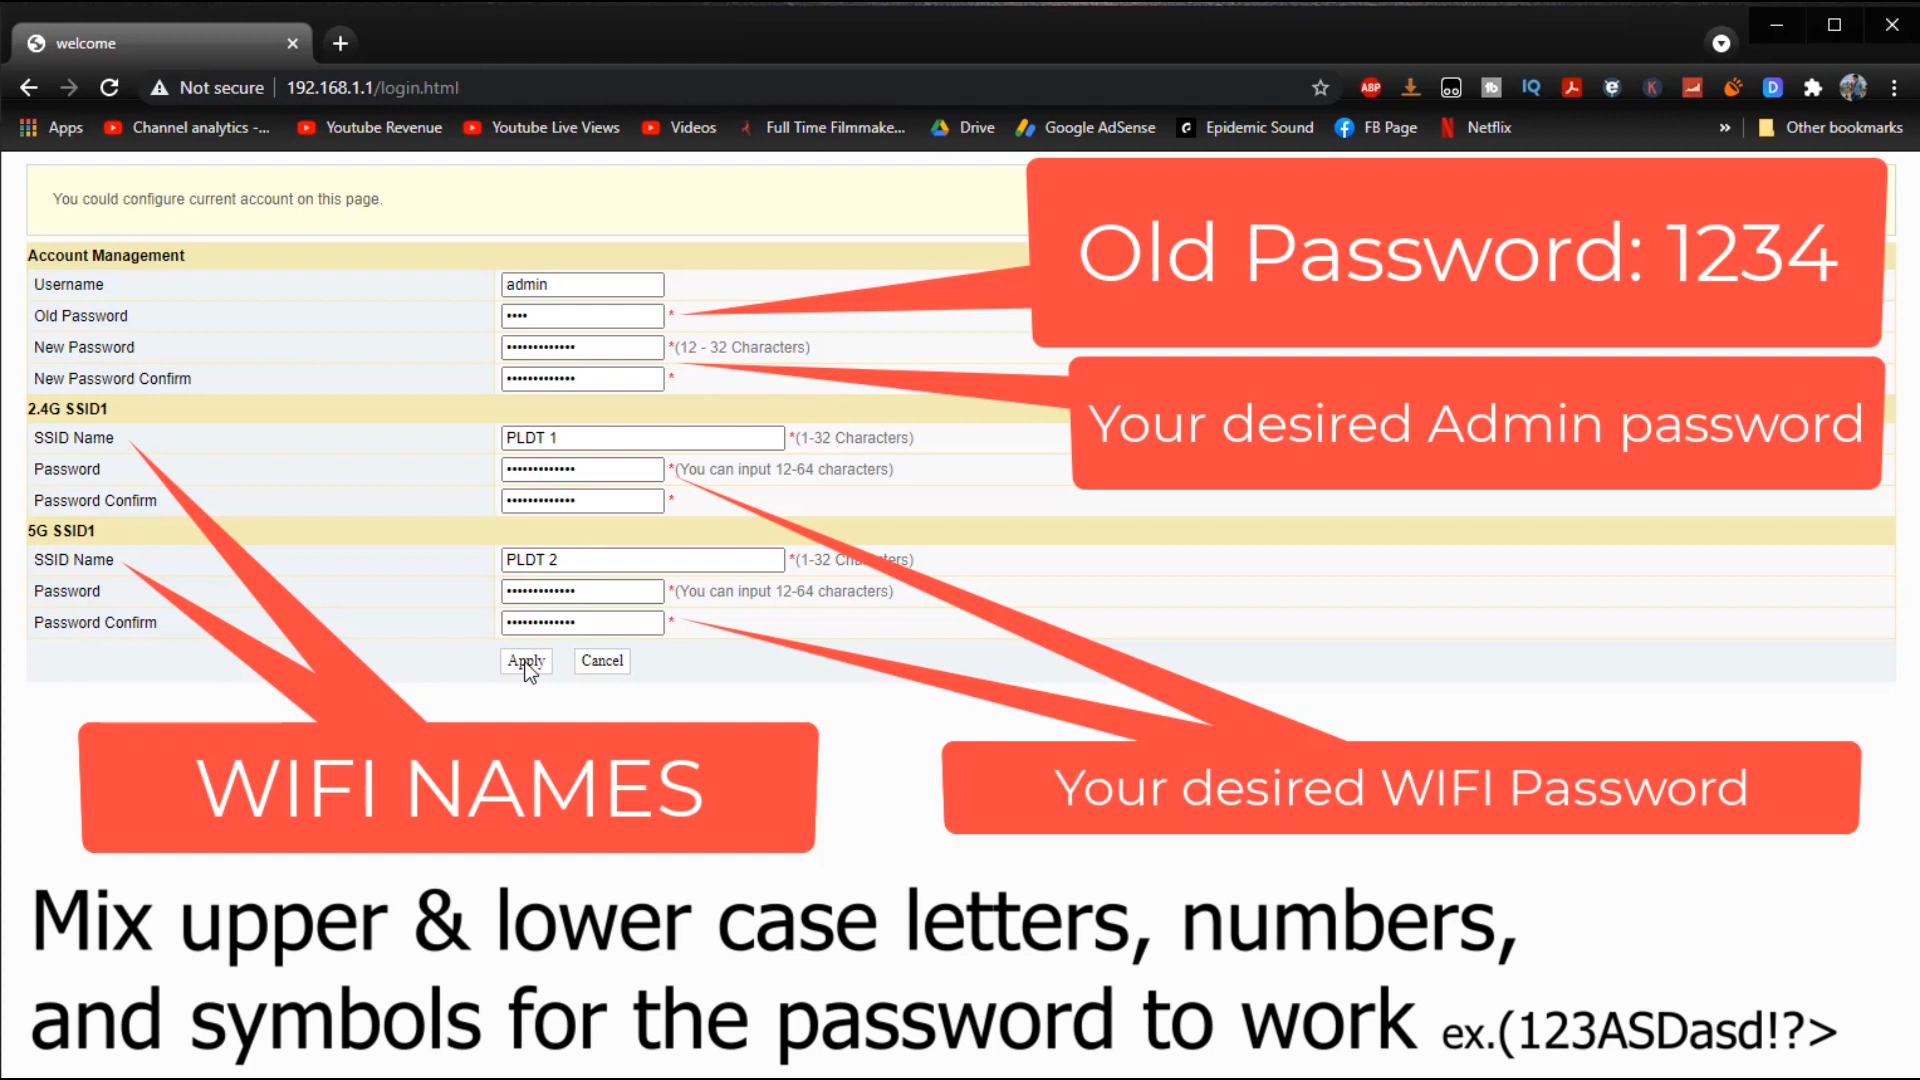 welcome
Not secure 192.168.1.1/login.html
ABP
IQ
K
D
Apps Channel analytics -... Youtube Revenue Youtube Live Views Videos Full Time Filmmake... Drive Google AdSense Epidemic Sound FB Page Netflix » Other bookmarks
You could configure current account on this page.
Old Password: 1234
Account Management
Username admin
Old Password •••• *
New Password ••••••••••••• *(12 - 32 Characters)
New Password Confirm ••••••••••••• *
Your desired Admin password
2.4G SSID1
SSID Name PLDT 1 *(1-32 Characters)
Password ••••••••••••• *(You can input 12-64 characters)
Password Confirm ••••••••••••• *
5G SSID1
SSID Name PLDT 2 *(1-32 Characters)
Password ••••••••••••• *(You can input 12-64 characters)
Password Confirm ••••••••••••• *
Apply Cancel
WIFI NAMES
Your desired WIFI Password
Mix upper & lower case letters, numbers,
and symbols for the password to work ex.(123ASDasd!?>